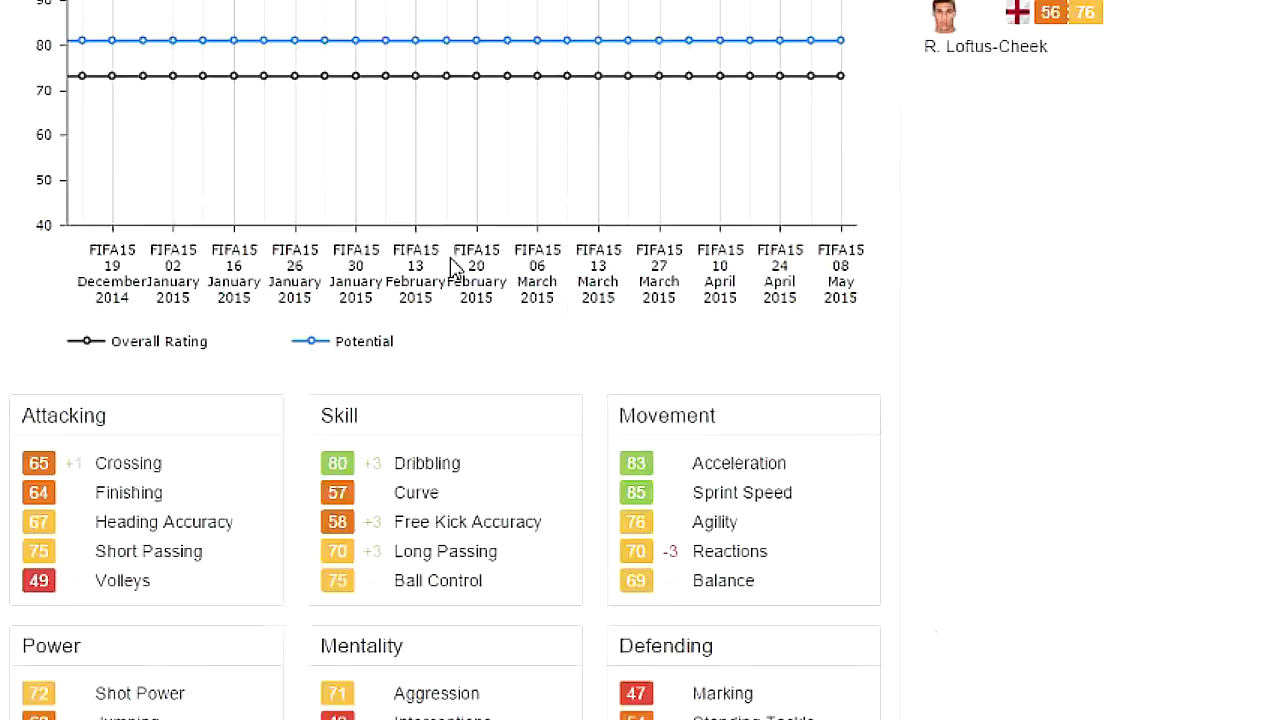 90
56 76
R. Loftus-Cheek
80
70
60
50
40
FIFA15 19 December 2014
FIFA15 02 January 2015
FIFA15 16 January 2015
FIFA15 26 January 2015
FIFA15 30 January 2015
FIFA15 13 February 2015
FIFA15 20 February 2015
FIFA15 06 March 2015
FIFA15 13 March 2015
FIFA15 27 March 2015
FIFA15 10 April 2015
FIFA15 24 April 2015
FIFA15 08 May 2015
Overall Rating Potential
Attacking
65 +1 Crossing
64 Finishing
67 Heading Accuracy
75 Short Passing
49 Volleys
Skill
80 +3 Dribbling
57 Curve
58 +3 Free Kick Accuracy
70 +3 Long Passing
75 Ball Control
Movement
83 Acceleration
85 Sprint Speed
76 Agility
70 -3 Reactions
69 Balance
Power
72 Shot Power
Jumping
Mentality
71 Aggression
Interceptions
Defending
47 Marking
Standing Tackle